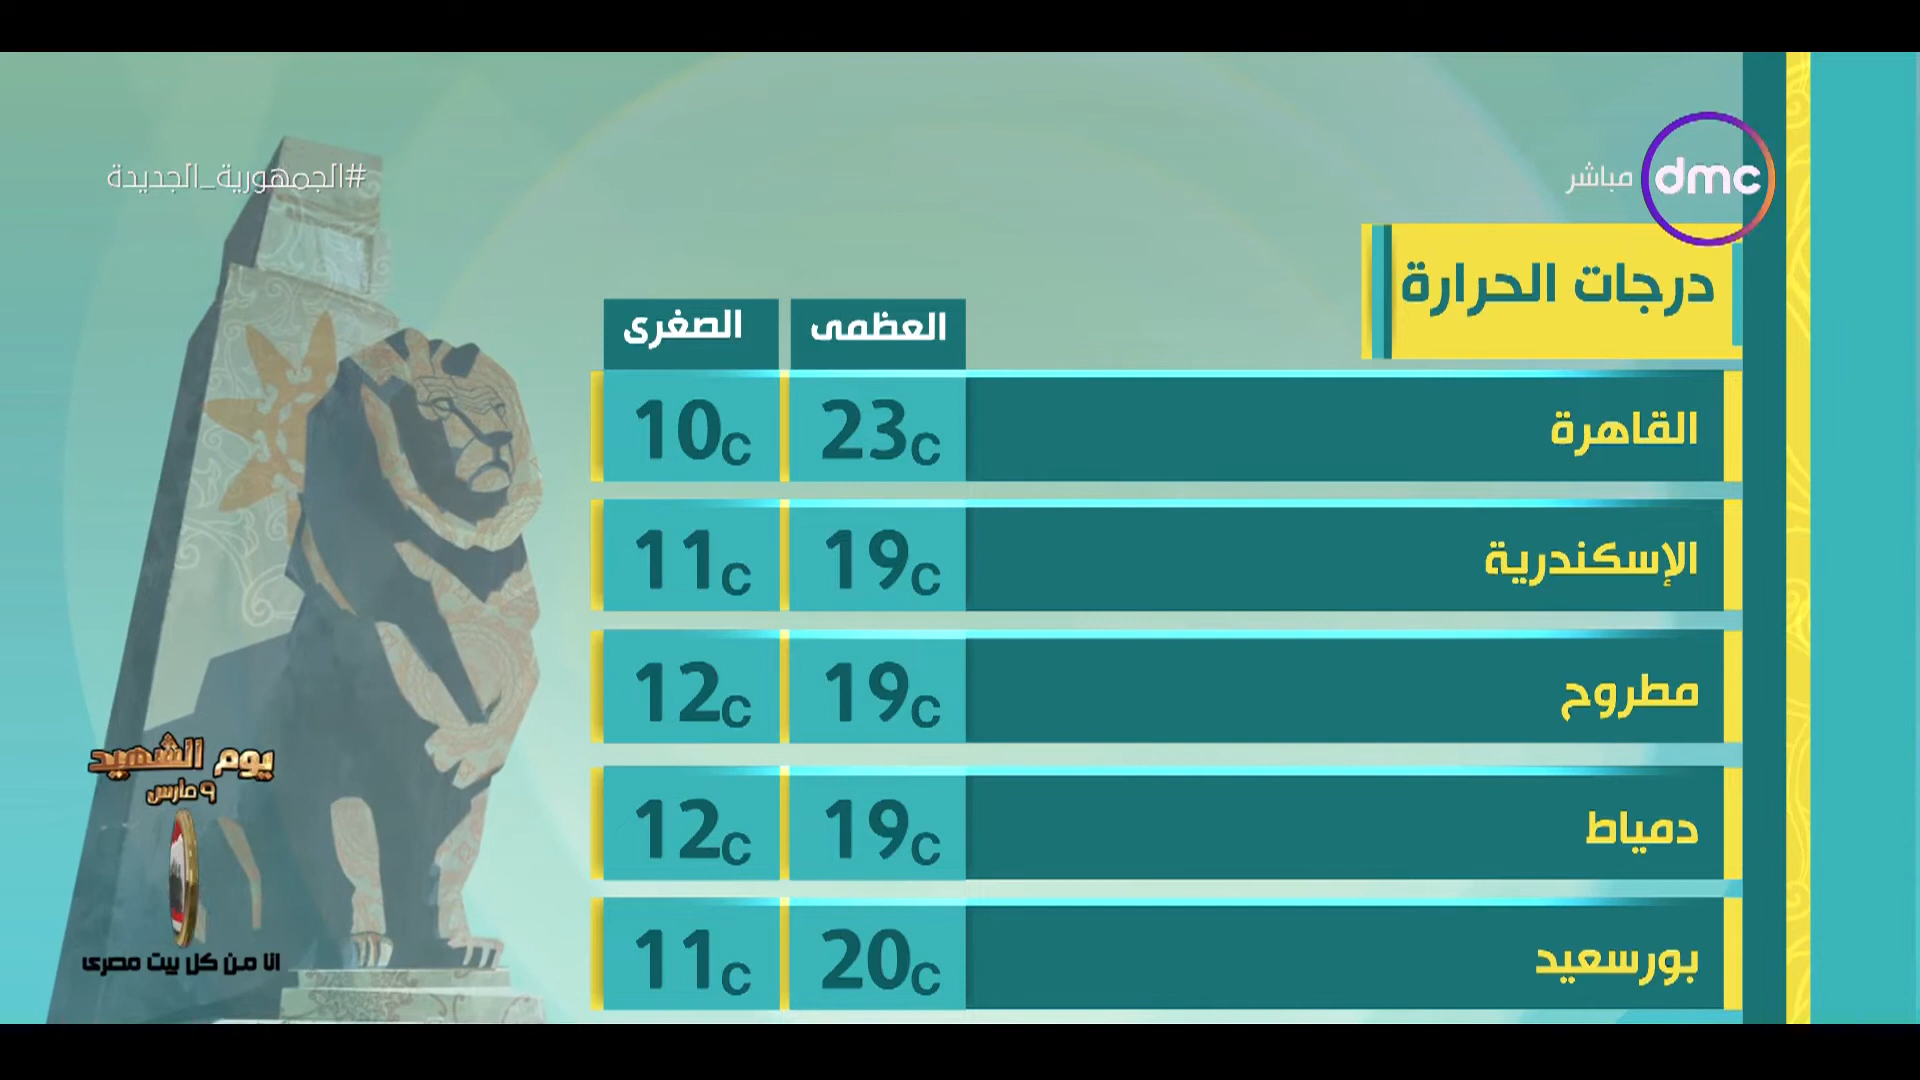 dmc مباشر
#الجمهورية_الجديدة
درجات الحرارة
العظمى الصغرى
القاهرة 23c 10c
الإسكندرية 19c 11c
مطروح 19c 12c
دمياط 19c 12c
بورسعيد 20c 11c
يوم الشهيد
٩ مارس
انا من كل بيت مصرى